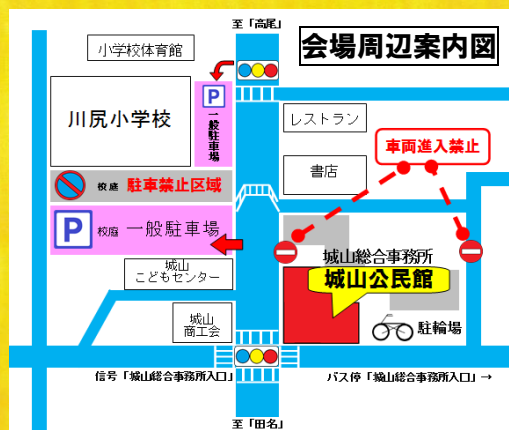 至「高尾」
会場周辺案内図
小学校体育館
P
一般駐車場
川尻小学校
レストラン
車両進入禁止
書店
校庭 駐車禁止区域
P 校庭 一般駐車場
城山総合事務所
城山公民館
城山
こどもセンター
城山
商工会
駐輪場
信号「城山総合事務所入口」
バス停「城山総合事務所入口」→
至「田名」